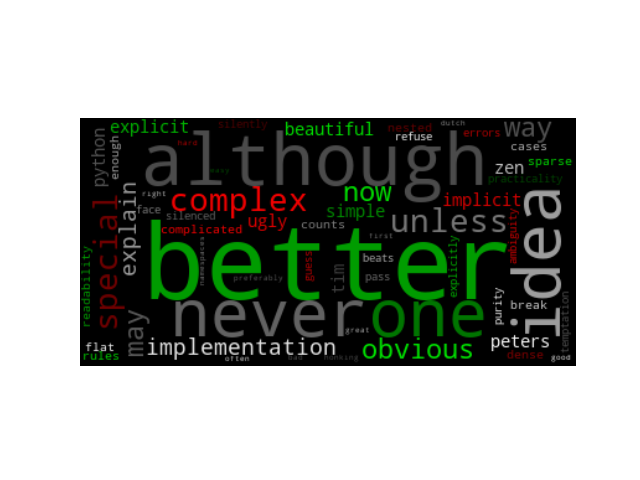 silently
dutch
explicit
beautiful
nested
refuse
errors
way
python
enough
although
hard
cases
sparse
easy
zen
practicality
explain
right
complex
now
implicit
idea
special
face
silenced
simple
unless
complicated
ugly
counts
ambiguity
better
first
readability
namespaces
beats
explicitly
guess
tim
preferably
pass
may
never
one
purity
break
temptation
great
flat
implementation
obvious
peters
rules
often
bad
honking
dense
good